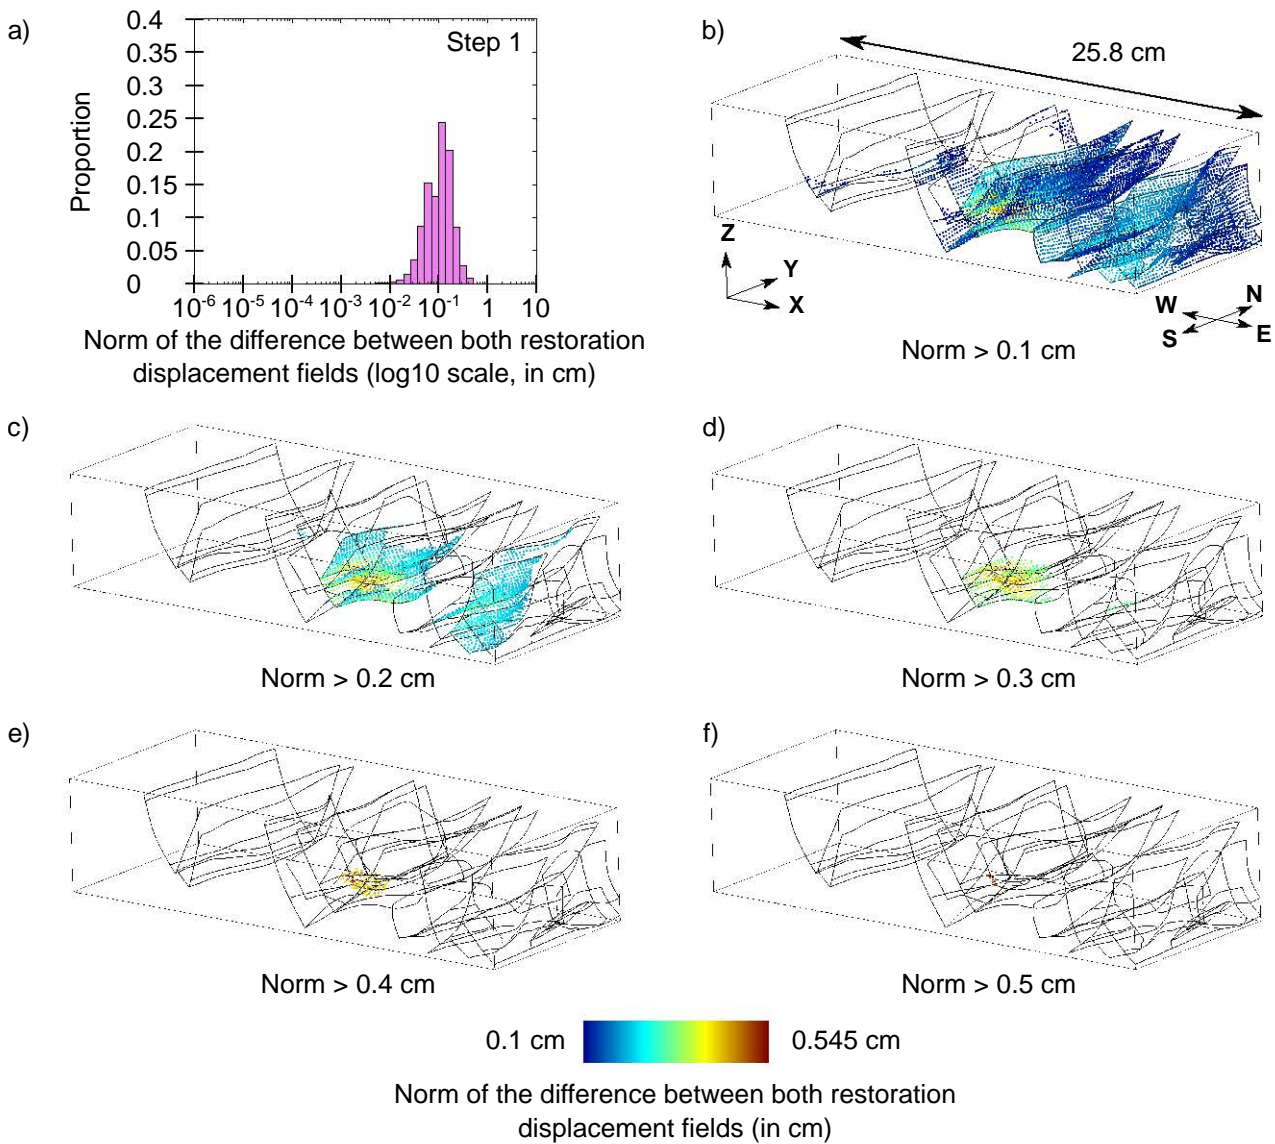 a)
0.4
0.35
0.3
0.25
0.2
0.15
0.1
0.05
0
Proportion
Step 1
10^-6 10^-5 10^-4 10^-3 10^-2 10^-1 1 10
Norm of the difference between both restoration
displacement fields (log10 scale, in cm)
b)
25.8 cm
Z
Y
X
W
N
S
E
Norm > 0.1 cm
c)
Norm > 0.2 cm
d)
Norm > 0.3 cm
e)
Norm > 0.4 cm
f)
Norm > 0.5 cm
0.1 cm
0.545 cm
Norm of the difference between both restoration
displacement fields (in cm)